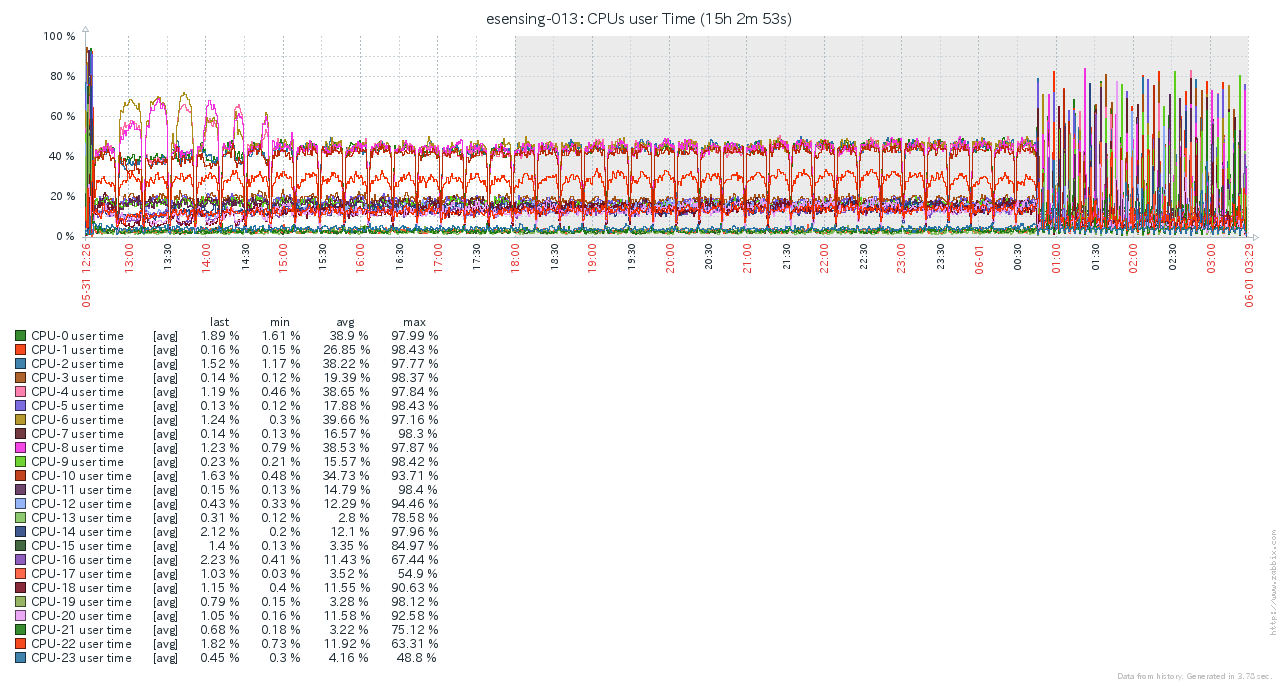 esensing-013: CPUs user Time (15h 2m 53s)
100 %
80 %
60 %
40 %
20 %
0 %
05-31 12:26
13:00
13:30
14:00
14:30
15:00
15:30
16:00
16:30
17:00
17:30
18:00
18:30
19:00
19:30
20:00
20:30
21:00
21:30
22:00
22:30
23:00
23:30
06-01
00:30
01:00
01:30
02:00
02:30
03:00
06-01 03:29
last min avg max
CPU-0 user time [avg] 1.89 % 1.61 % 38.9 % 97.99 %
CPU-1 user time [avg] 0.16 % 0.15 % 26.85 % 98.43 %
CPU-2 user time [avg] 1.52 % 1.17 % 38.22 % 97.77 %
CPU-3 user time [avg] 0.14 % 0.12 % 19.39 % 98.37 %
CPU-4 user time [avg] 1.19 % 0.46 % 38.65 % 97.84 %
CPU-5 user time [avg] 0.13 % 0.12 % 17.88 % 98.43 %
CPU-6 user time [avg] 1.24 % 0.3 % 39.66 % 97.16 %
CPU-7 user time [avg] 0.14 % 0.13 % 16.57 % 98.3 %
CPU-8 user time [avg] 1.23 % 0.79 % 38.53 % 97.87 %
CPU-9 user time [avg] 0.23 % 0.21 % 15.57 % 98.42 %
CPU-10 user time [avg] 1.63 % 0.48 % 34.73 % 93.71 %
CPU-11 user time [avg] 0.15 % 0.13 % 14.79 % 98.4 %
CPU-12 user time [avg] 0.43 % 0.33 % 12.29 % 94.46 %
CPU-13 user time [avg] 0.31 % 0.12 % 2.8 % 78.58 %
CPU-14 user time [avg] 2.12 % 0.2 % 12.1 % 97.96 %
CPU-15 user time [avg] 1.4 % 0.13 % 3.35 % 84.97 %
CPU-16 user time [avg] 2.23 % 0.41 % 11.43 % 67.44 %
CPU-17 user time [avg] 1.03 % 0.03 % 3.52 % 54.9 %
CPU-18 user time [avg] 1.15 % 0.4 % 11.55 % 90.63 %
CPU-19 user time [avg] 0.79 % 0.15 % 3.28 % 98.12 %
CPU-20 user time [avg] 1.05 % 0.16 % 11.58 % 92.58 %
CPU-21 user time [avg] 0.68 % 0.18 % 3.22 % 75.12 %
CPU-22 user time [avg] 1.82 % 0.73 % 11.92 % 63.31 %
CPU-23 user time [avg] 0.45 % 0.3 % 4.16 % 48.8 %
http://www.zabbix.com
Data from history. Generated in 3.78 sec.